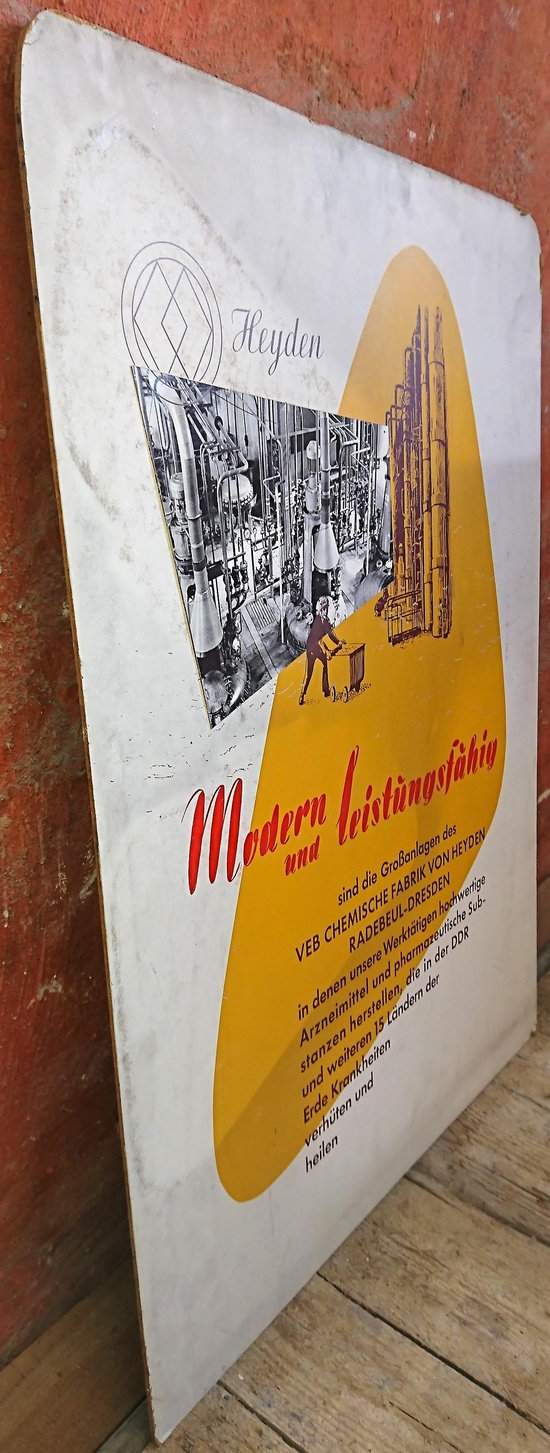 Heyden
Modern
und leistungsfähig
sind die Großanlagen des
VEB CHEMISCHE FABRIK VON HEYDEN
RADEBEUL-DRESDEN
in denen unsere Werktätigen hochwertige
Arzneimittel und pharmazeutische Sub-
stanzen herstellen, die in der DDR
und weiteren 15 Ländern der
Erde Krankheiten
verhüten und
heilen